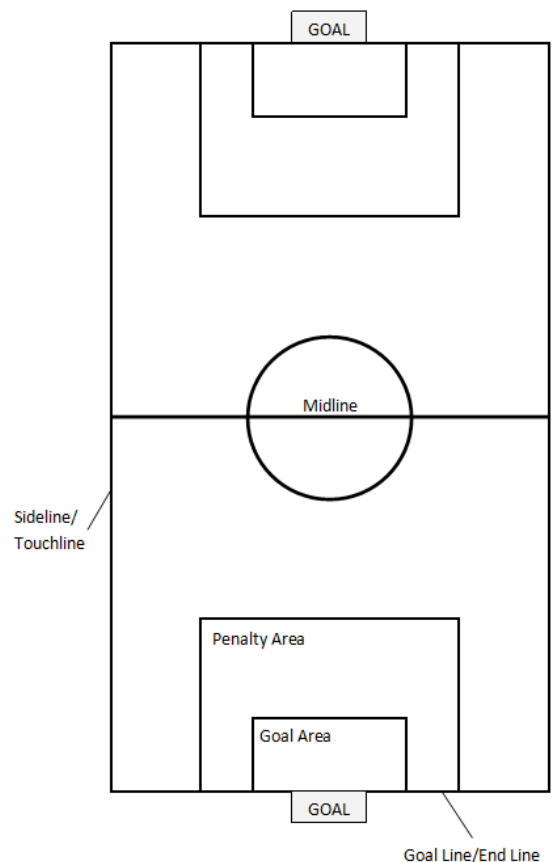 GOAL
Midline
Sideline/
Touchline
Penalty Area
Goal Area
GOAL
Goal Line/End Line